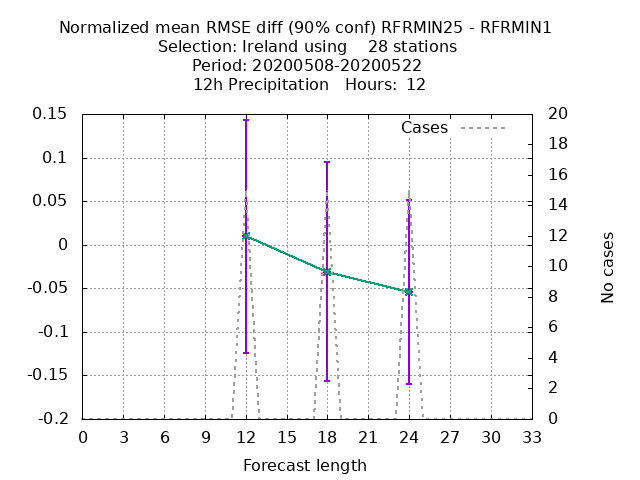 Normalized mean RMSE diff (90% conf) RFRMIN25 - RFRMIN1
Selection: Ireland using    28 stations
Period: 20200508-20200522
12h Precipitation   Hours:  12
Cases
0.15
0.1
0.05
0
-0.05
-0.1
-0.15
-0.2
20
18
16
14
12
10
8
6
4
2
0
No cases
0 3 6 9 12 15 18 21 24 27 30 33
Forecast length